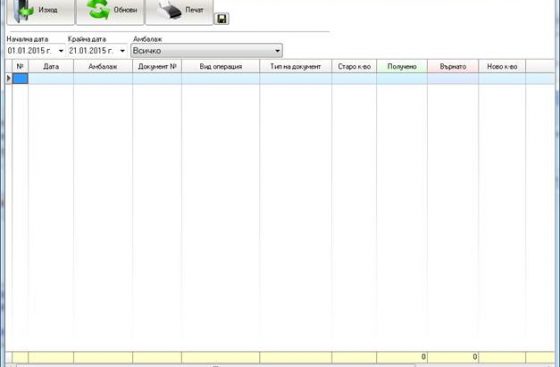 Изход Обнови Печат
Начална дата Крайна дата Амбалаж
01.01.2015 г. 21.01.2015 г. Всичко
№ Дата Амбалаж Документ № Вид операция Тип на документ Старо к-во Получено Върнато Ново к-во
0 0